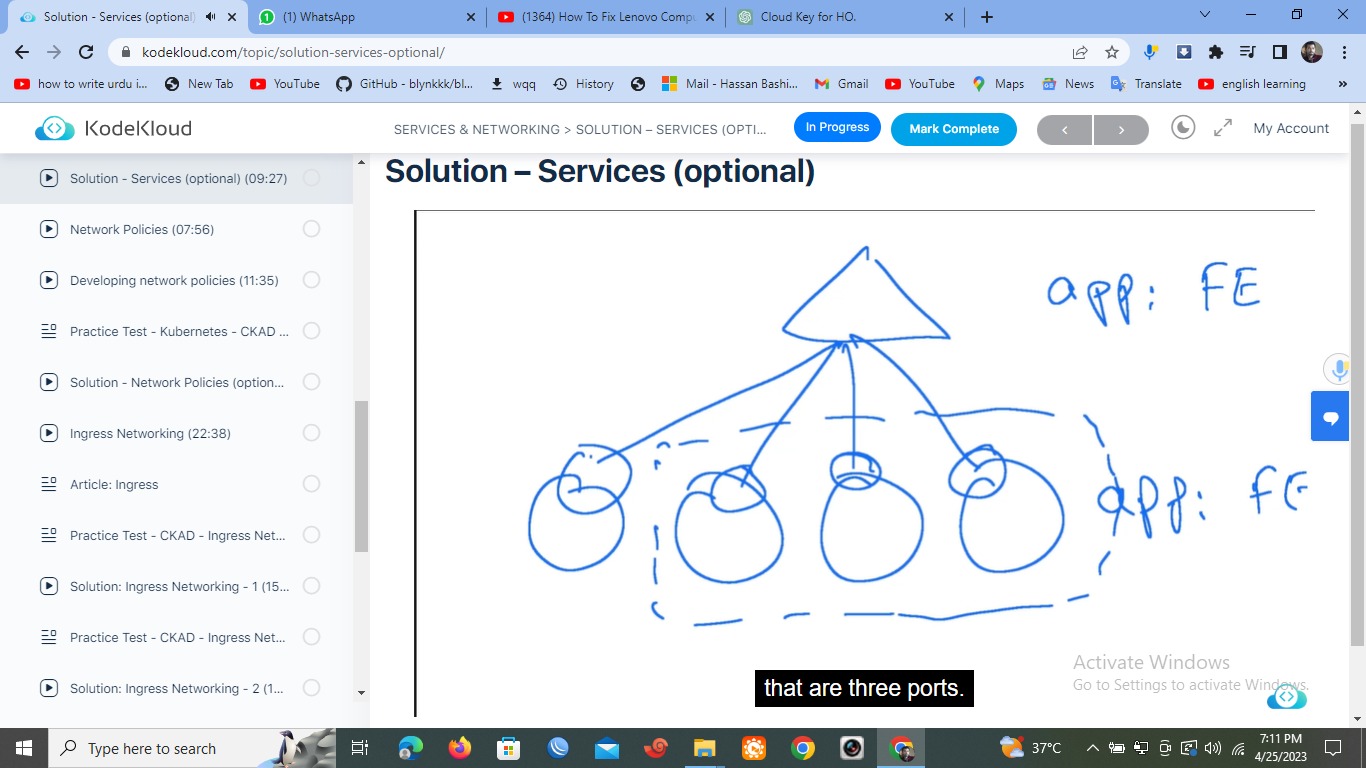 Solution - Services (optional)
(1) WhatsApp
(1364) How To Fix Lenovo Compu
Cloud Key for HO.
kodekloud.com/topic/solution-services-optional/
how to write urdu i...
New Tab
YouTube
GitHub - blynkkk/bl...
wqq
History
Mail - Hassan Bashi...
Gmail
YouTube
Maps
News
Translate
english learning
»
KodeKloud
SERVICES & NETWORKING > SOLUTION – SERVICES (OPTI...
In Progress
Mark Complete
My Account
Solution - Services (optional) (09:27)
Network Policies (07:56)
Developing network policies (11:35)
Practice Test - Kubernetes - CKAD ...
Solution - Network Policies (option...
Ingress Networking (22:38)
Article: Ingress
Practice Test - CKAD - Ingress Net...
Solution: Ingress Networking - 1 (15...
Practice Test - CKAD - Ingress Net...
Solution: Ingress Networking - 2 (1...
Solution – Services (optional)
app: FE
app: FE
that are three ports.
Activate Windows
Go to Settings to activate Windows.
Type here to search
37°C
7:11 PM
4/25/2023